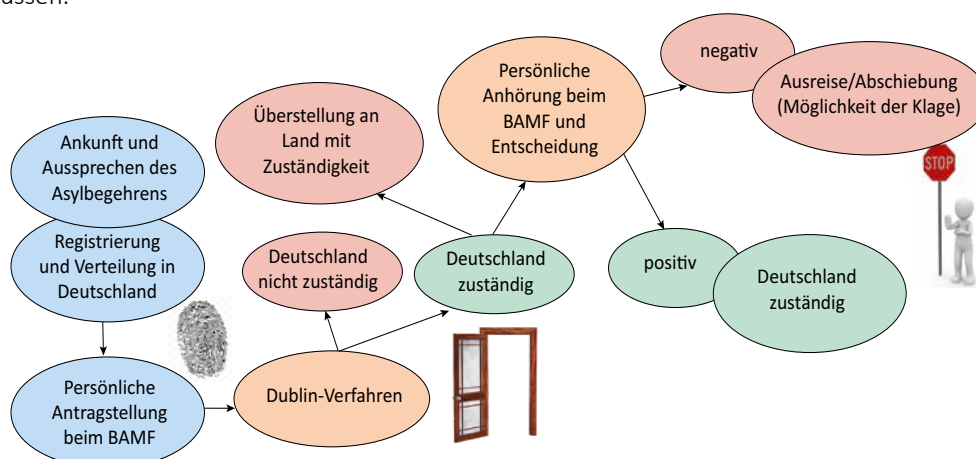 Ankunft und
Aussprechen des
Asylbegehrens
Registrierung
und Verteilung in
Deutschland
Persönliche
Antragstellung
beim BAMF
Dublin-Verfahren
Deutschland
nicht zuständig
Deutschland
zuständig
Überstellung an
Land mit
Zuständigkeit
Persönliche
Anhörung beim
BAMF und
Entscheidung
negativ
Ausreise/Abschiebung
(Möglichkeit der Klage)
STOP
positiv
Deutschland
zuständig